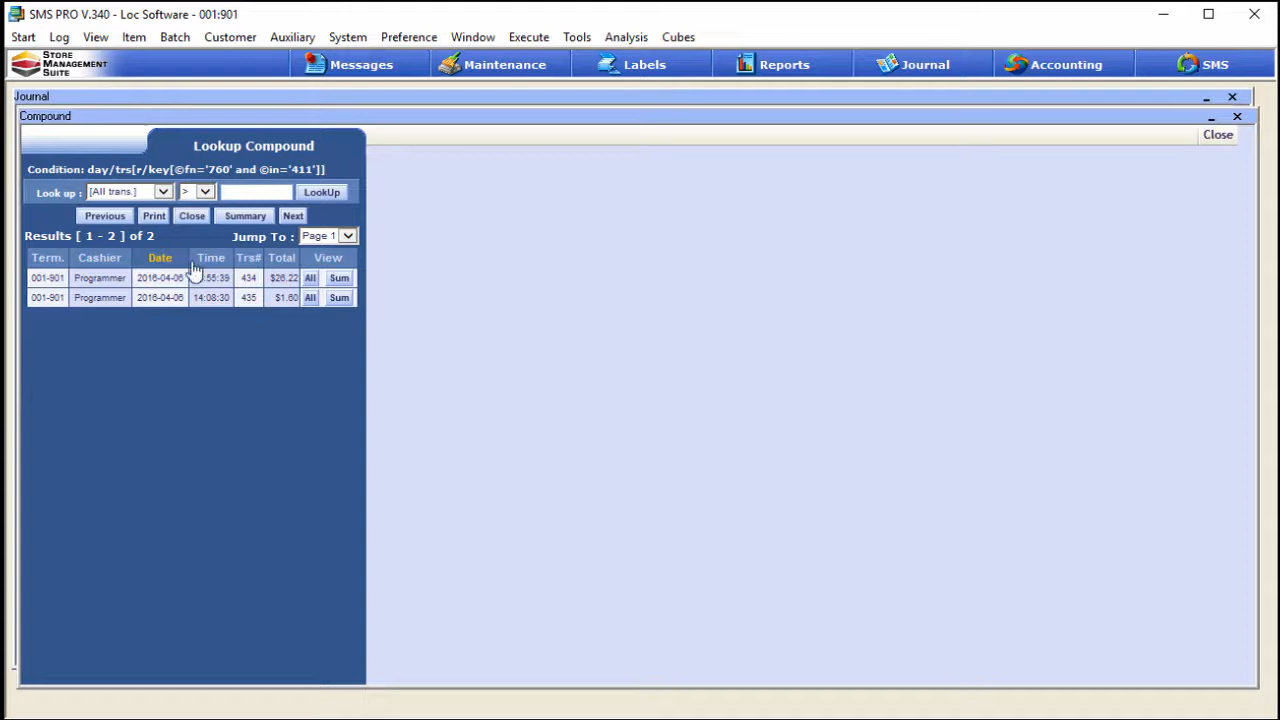 SMS PRO V.340 - Loc Software - 001:901
Start Log View Item Batch Customer Auxiliary System Preference Window Execute Tools Analysis Cubes
STORE
MANAGEMENT
SUITE
Messages Maintenance Labels Reports Journal Accounting SMS
Journal
Compound
Close
Lookup Compound
Condition: day/trs[r/key[©fn='760' and ©in='411']]
Look up : [All trans.] > LookUp
Previous Print Close Summary Next
Results [ 1 - 2 ] of 2 Jump To : Page 1
Term. Cashier Date Time Trs# Total View
001-901 Programmer 2016-04-06 :55:39 434 $26.22 All Sum
001-901 Programmer 2016-04-06 14:08:30 435 $1.60 All Sum